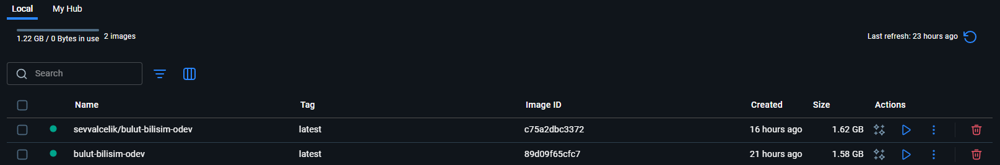 Local My Hub
1.22 GB / 0 Bytes in use 2 images Last refresh: 23 hours ago
Search
Name Tag Image ID Created Size Actions
sevvalcelik/bulut-bilisim-odev latest c75a2dbc3372 16 hours ago 1.62 GB
bulut-bilisim-odev latest 89d09f65cfc7 21 hours ago 1.58 GB